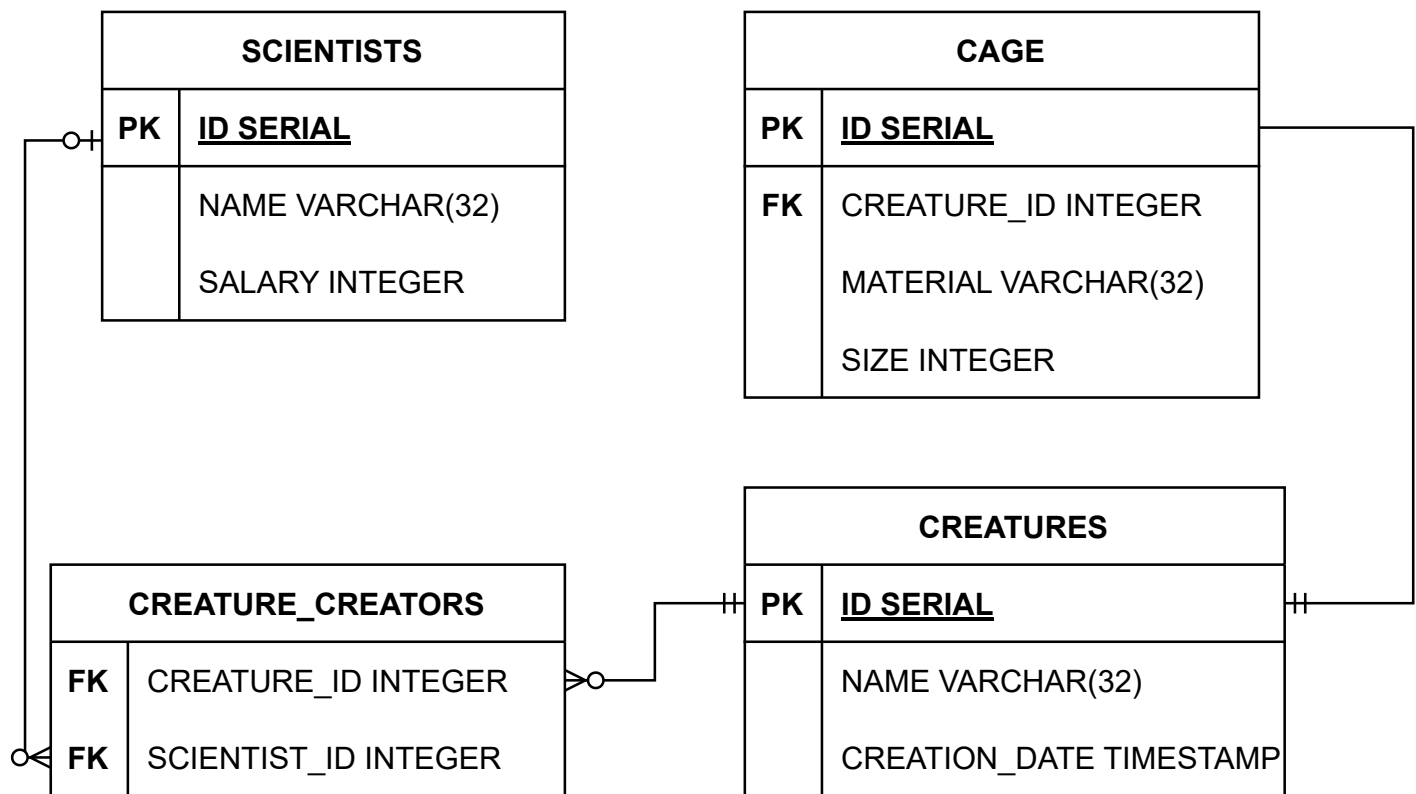 SCIENTISTS
PK ID SERIAL
NAME VARCHAR(32)
SALARY INTEGER
CAGE
PK ID SERIAL
FK CREATURE_ID INTEGER
MATERIAL VARCHAR(32)
SIZE INTEGER
CREATURE_CREATORS
FK CREATURE_ID INTEGER
FK SCIENTIST_ID INTEGER
CREATURES
PK ID SERIAL
NAME VARCHAR(32)
CREATION_DATE TIMESTAMP